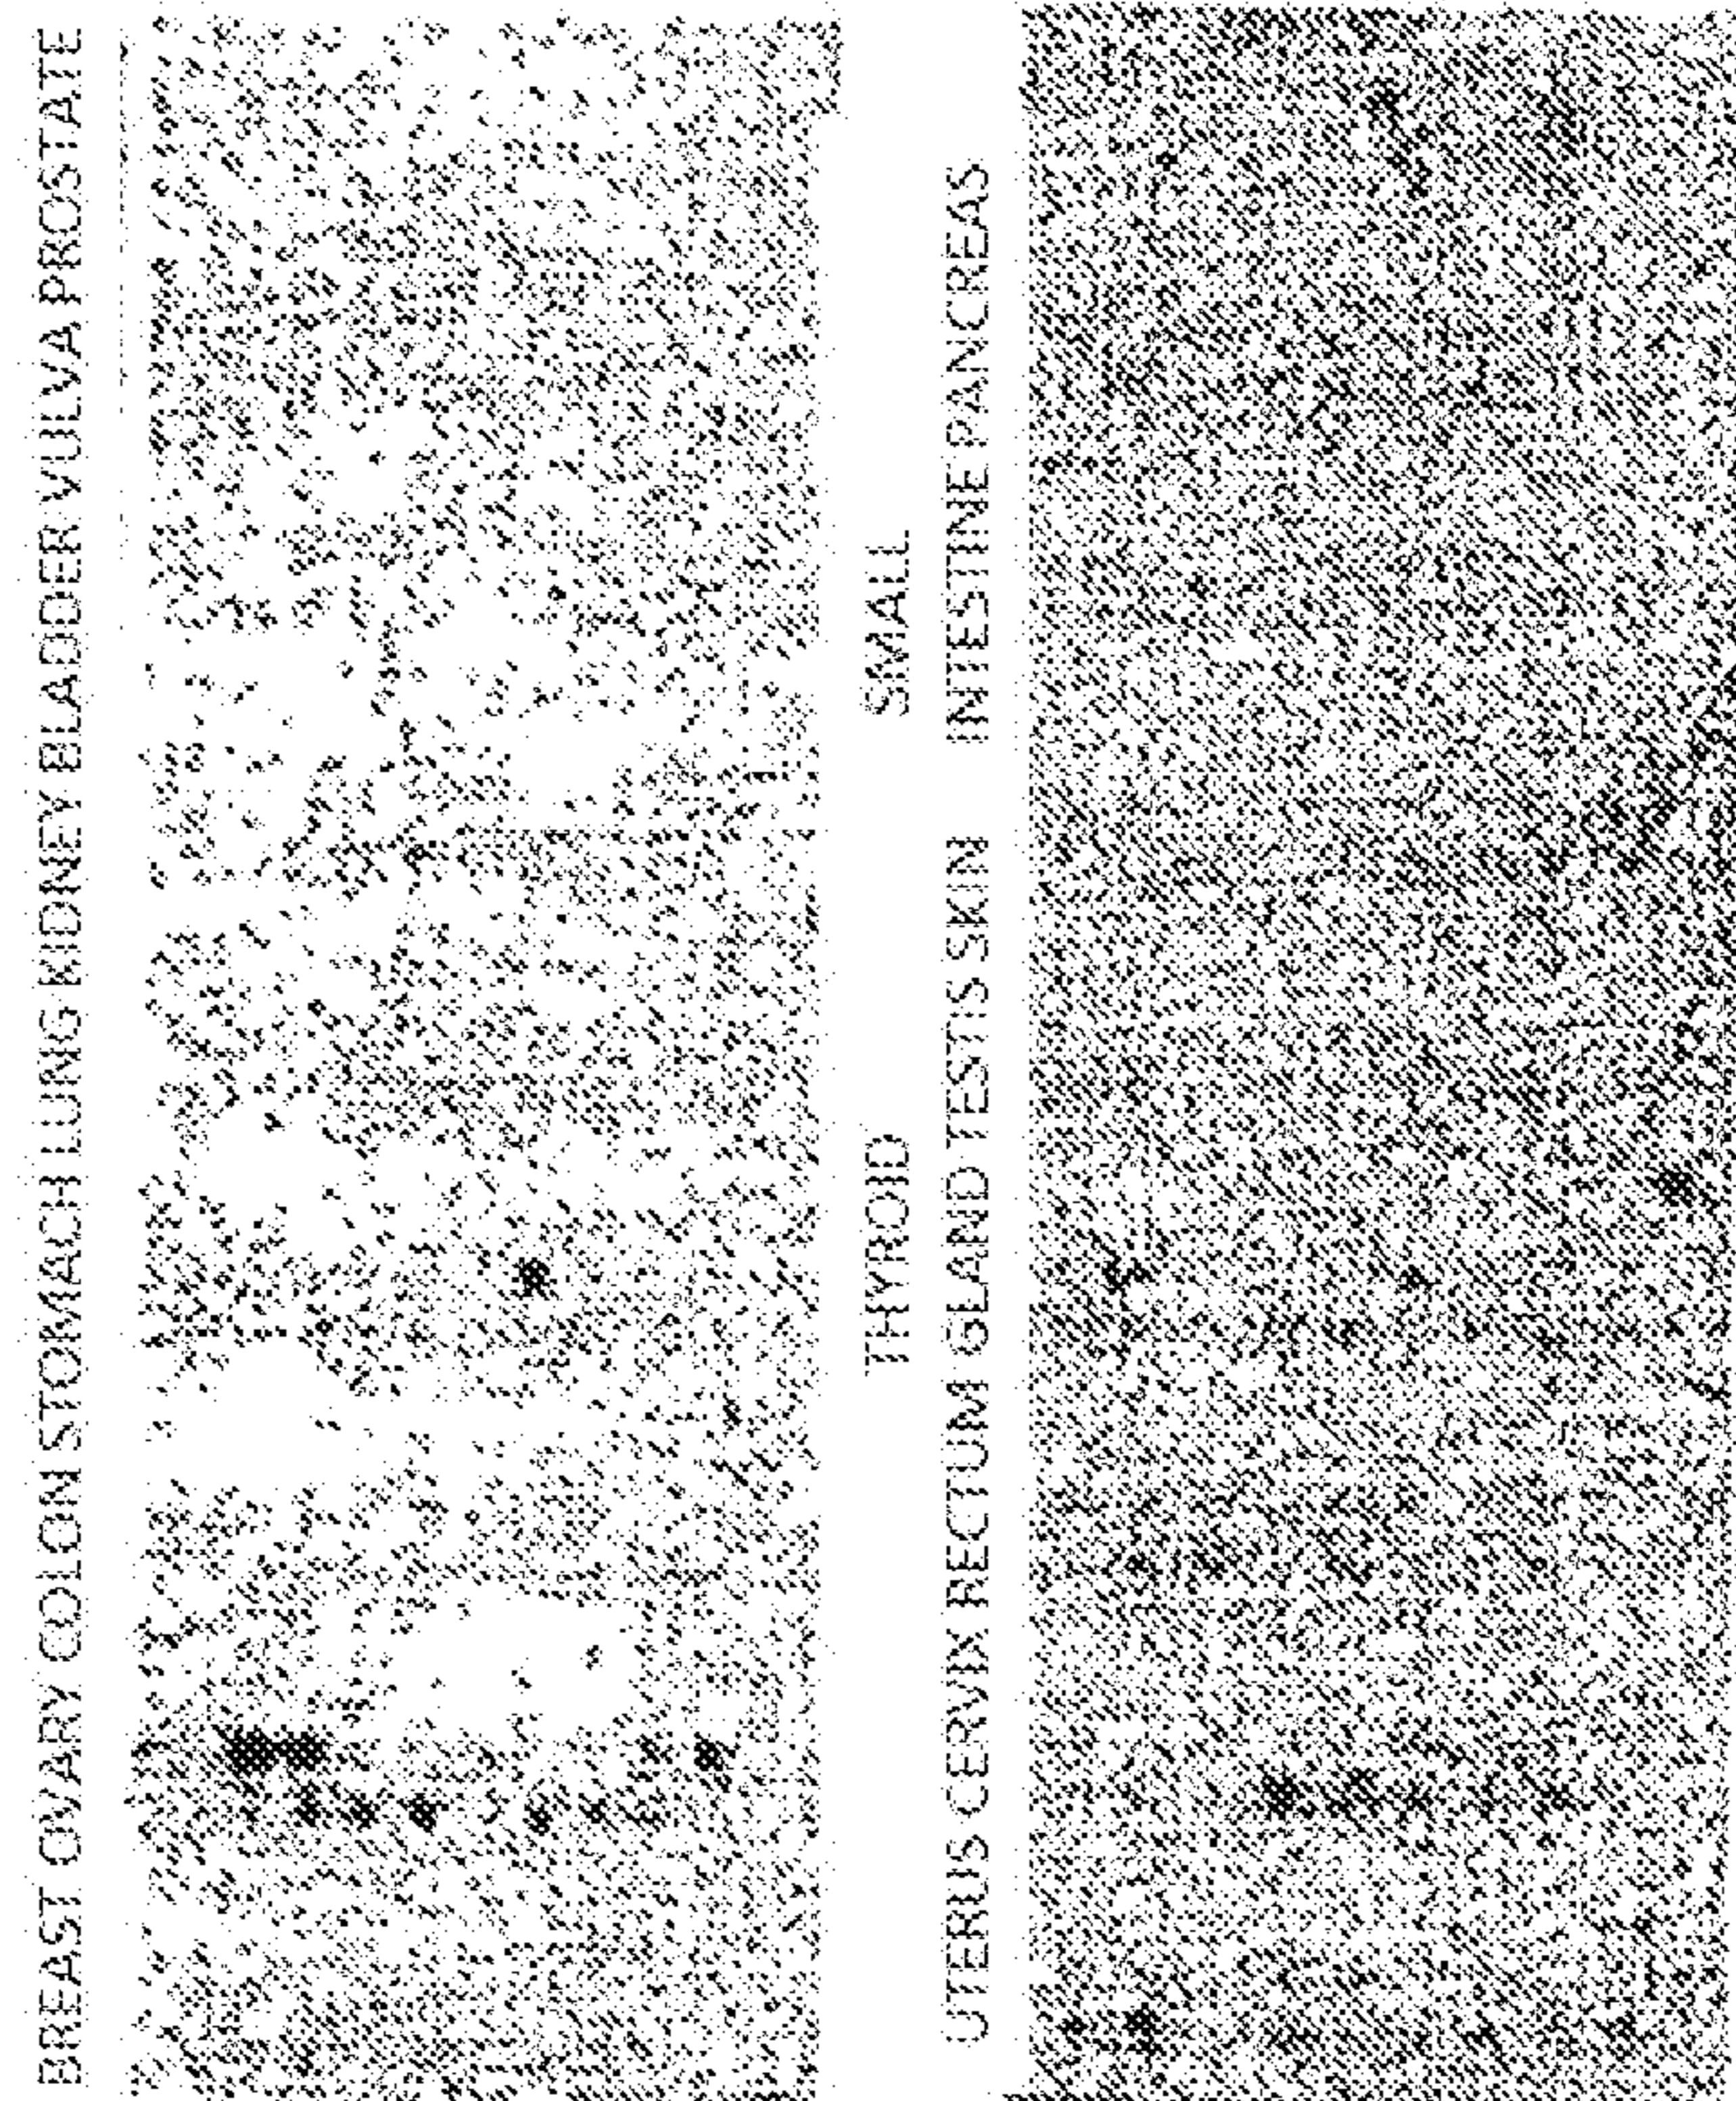 BREAST OVARY COLON STOMACH LUNG KIDNEY BLADDER VULVA PROSTATE
THYROID SMALL
UTERUS CERVIX RECTUM GLAND TESTIS SKIN INTESTINE PANCREAS